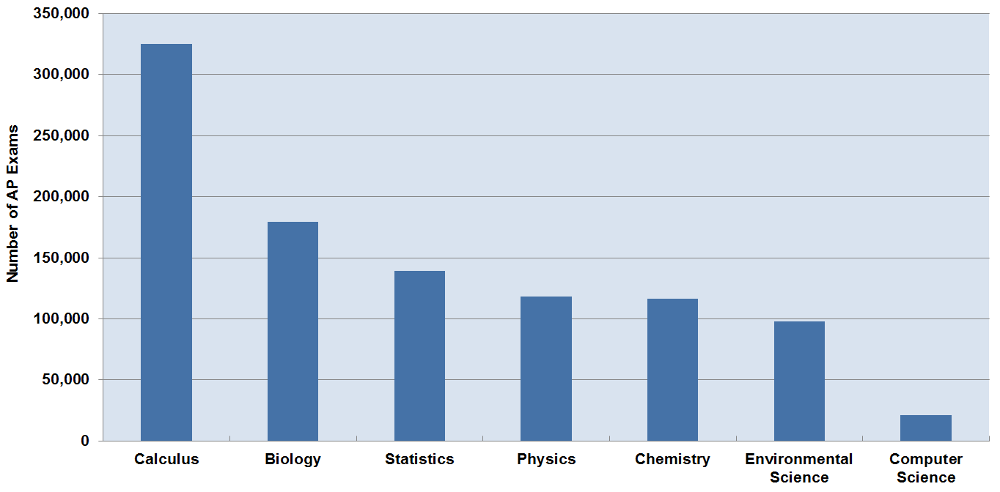 350,000
300,000
250,000
200,000
150,000
100,000
50,000
0
Number of AP Exams
Calculus
Biology
Statistics
Physics
Chemistry
Environmental
Science
Computer
Science